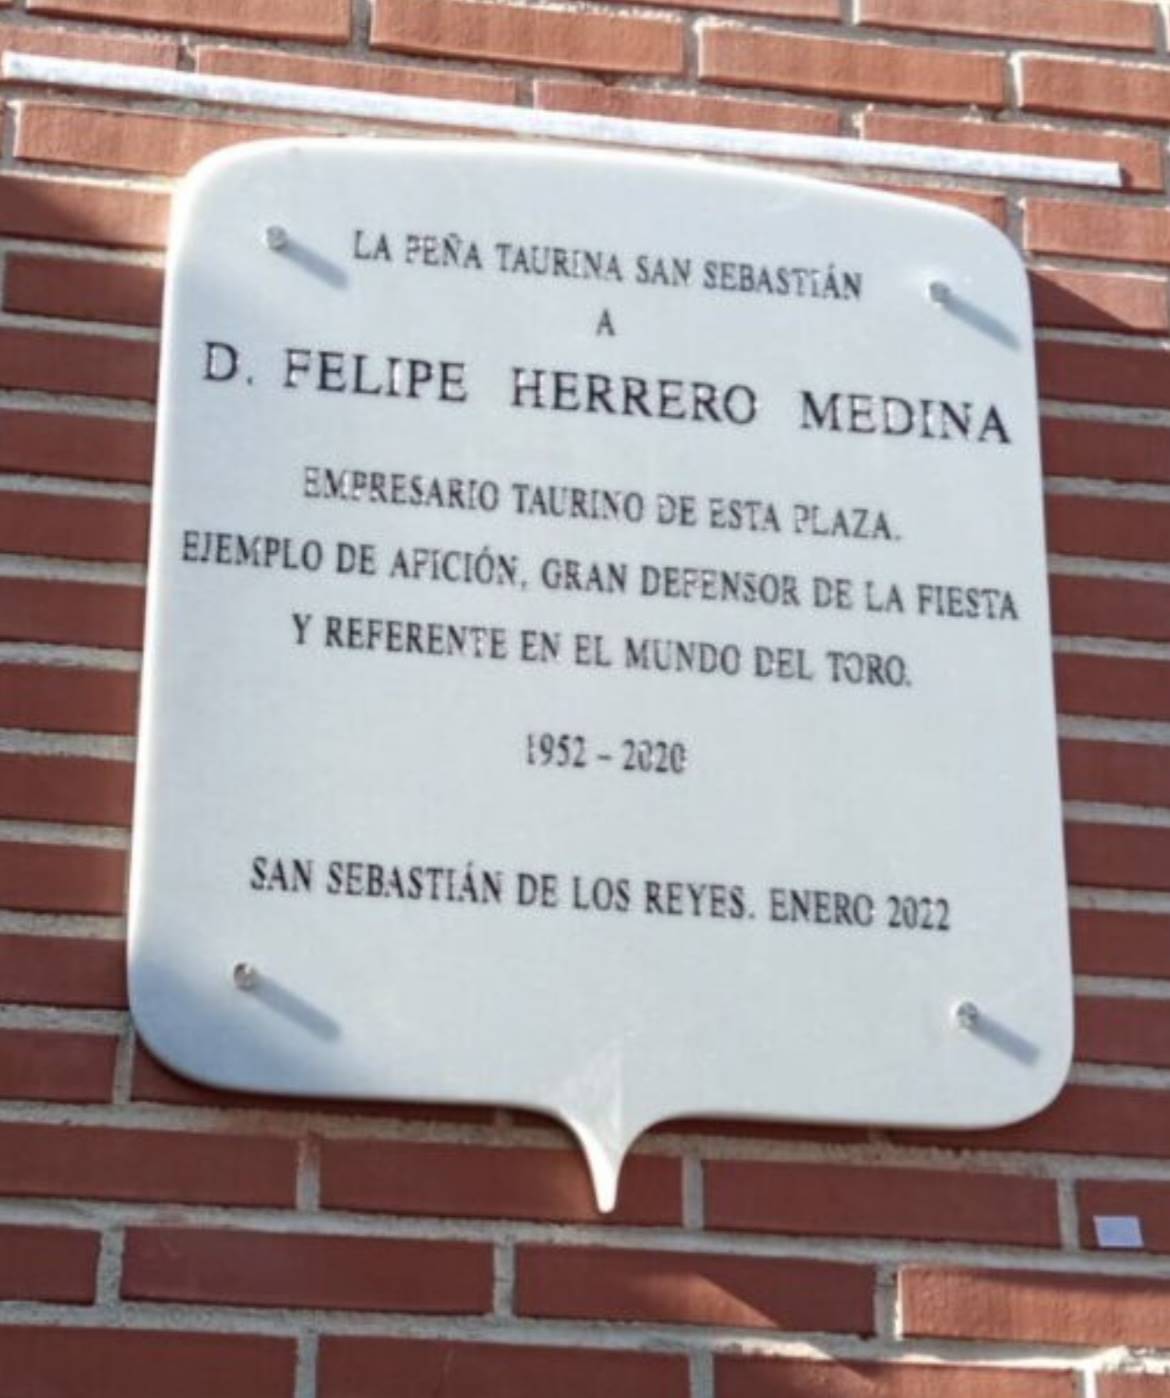 LA PEÑA TAURINA SAN SEBASTIÁN
A
D. FELIPE HERRERO MEDINA
EMPRESARIO TAURINO DE ESTA PLAZA.
EJEMPLO DE AFICIÓN, GRAN DEFENSOR DE LA FIESTA
Y REFERENTE EN EL MUNDO DEL TORO.
1952 – 2020
SAN SEBASTIÁN DE LOS REYES. ENERO 2022